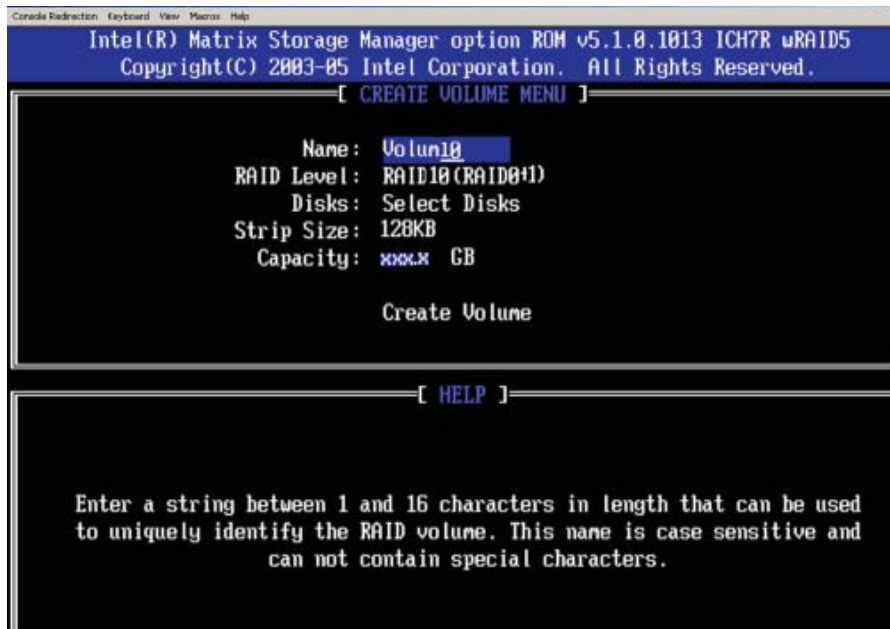 Console Redirection Keyboard View Macros Help
Intel(R) Matrix Storage Manager option ROM v5.1.0.1013 ICH7R wRAID5
Copyright(C) 2003-05 Intel Corporation. All Rights Reserved.
[ CREATE VOLUME MENU ]
Name: Volum10
RAID Level: RAID10(RAID0+1)
Disks: Select Disks
Strip Size: 128KB
Capacity: xxx.x GB
Create Volume
[ HELP ]
Enter a string between 1 and 16 characters in length that can be used
to uniquely identify the RAID volume. This name is case sensitive and
can not contain special characters.